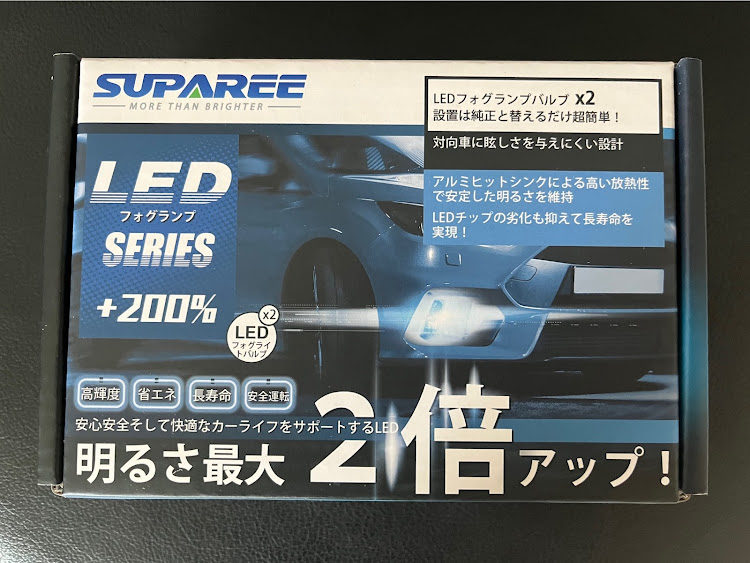 SUPAREE
MORE THAN BRIGHTER
LEDフォグランプバルブ x2
設置は純正と替えるだけ超簡単！
対向車に眩しさを与えにくい設計
アルミヒットシンクによる高い放熱性
で安定した明るさを維持
LEDチップの劣化も抑えて長寿命を
実現！
LED
フォグランプ
SERIES
+200%
x2
LED
フォグライ
トバルブ
高輝度 省エネ 長寿命 安全運転
安心安全そして快適なカーライフをサポートするLED
明るさ最大2倍アップ！